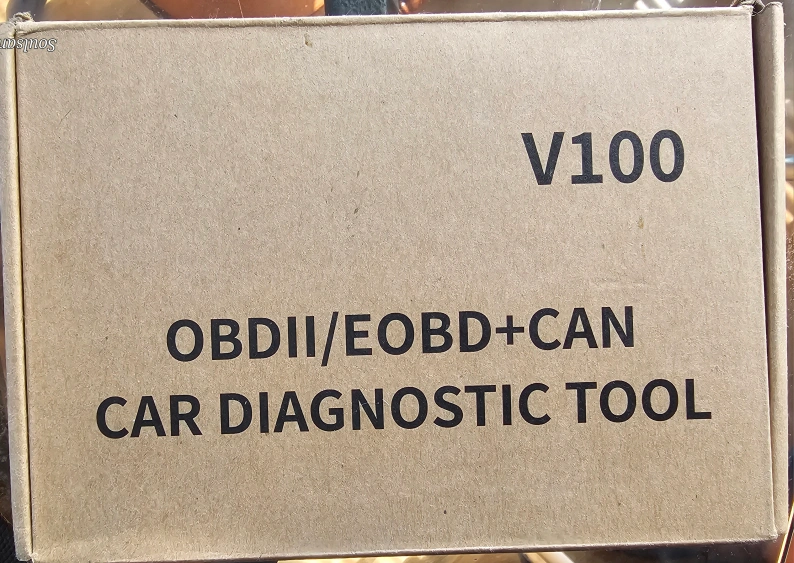 V100
OBDII/EOBD+CAN
CAR DIAGNOSTIC TOOL